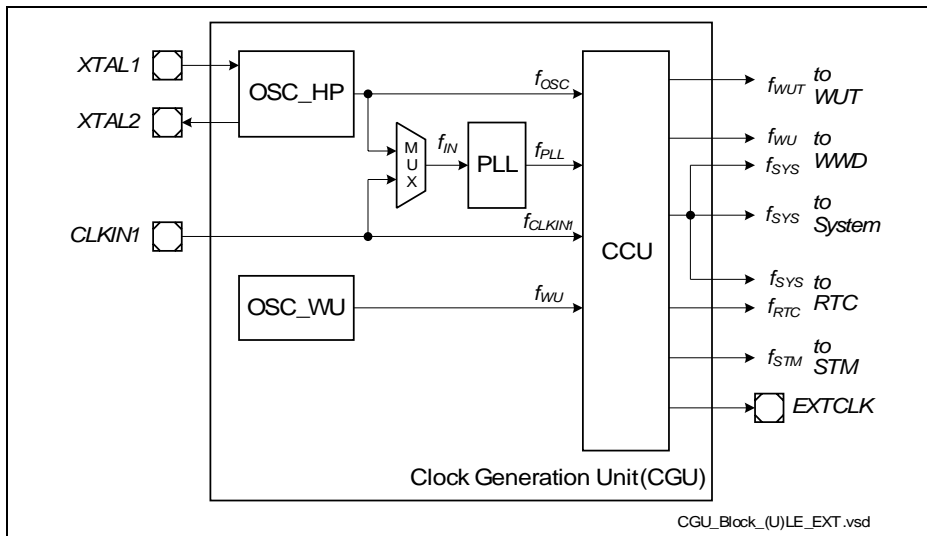 XTAL1
XTAL2
CLKIN1
OSC_HP
OSC_WU
MUX
PLL
CCU
fOSC
fIN
fPLL
fCLKIN1
fWU
fWUT to WUT
fWU to WWD
fSYS
fSYS to System
fSYS to RTC
fRTC
fSTM to STM
EXTCLK
Clock Generation Unit(CGU)
CGU_Block_(U)LE_EXT.vsd